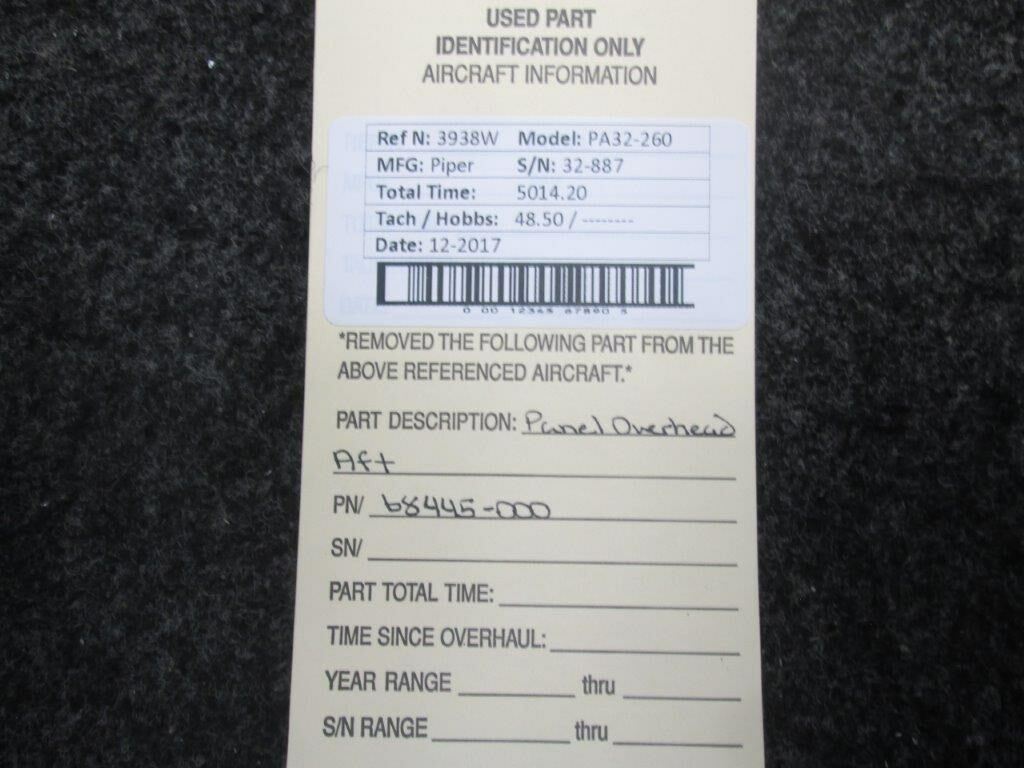 USED PART
IDENTIFICATION ONLY
AIRCRAFT INFORMATION
Ref N: 3938W Model: PA32-260
MFG: Piper S/N: 32-887
Total Time: 5014.20
Tach / Hobbs: 48.50 / --------
Date: 12-2017
0 00 12345 67890 5
*REMOVED THE FOLLOWING PART FROM THE
ABOVE REFERENCED AIRCRAFT.*
PART DESCRIPTION: Panel Overhead
Aft
PN/ 68445-000
SN/
PART TOTAL TIME:
TIME SINCE OVERHAUL:
YEAR RANGE thru
S/N RANGE thru